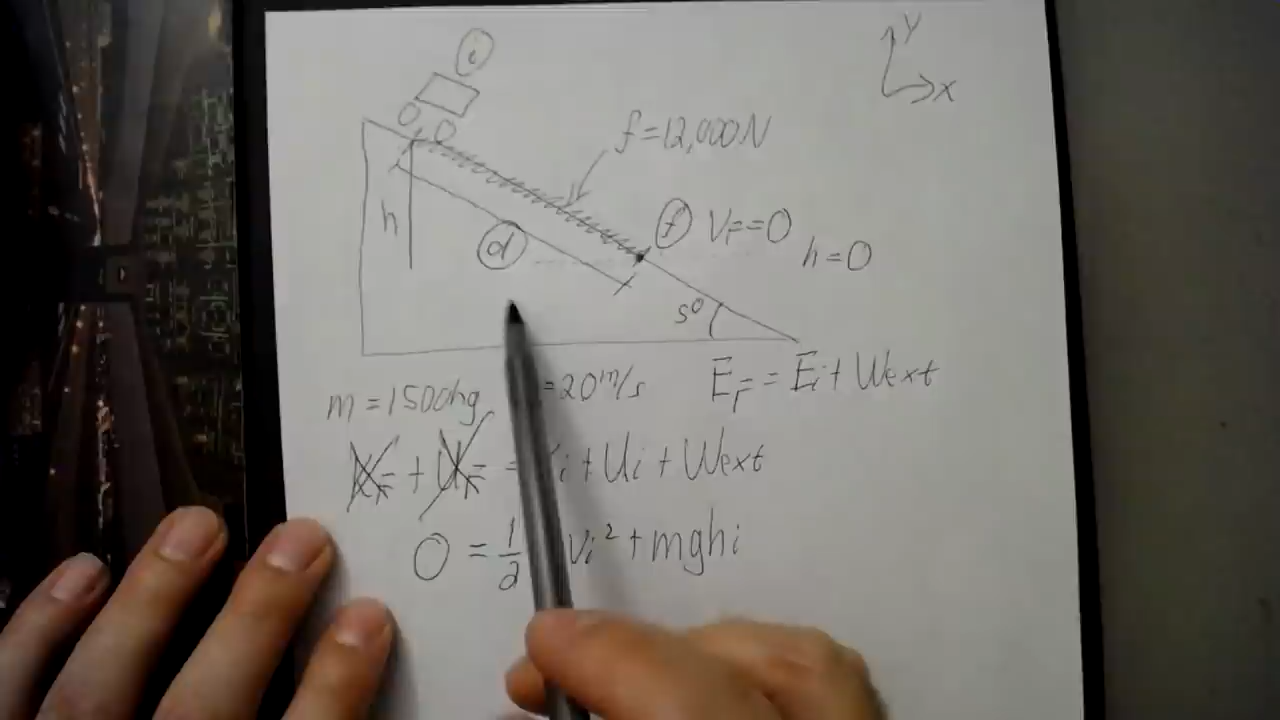 Y
X
i
f=12,000N
h
d
f VF=0
h=0
5°
m=1500kg =20m/s EF=Ei+Wext
KF+UF= i+Ui+Wext
0=1/2 vi²+mghi